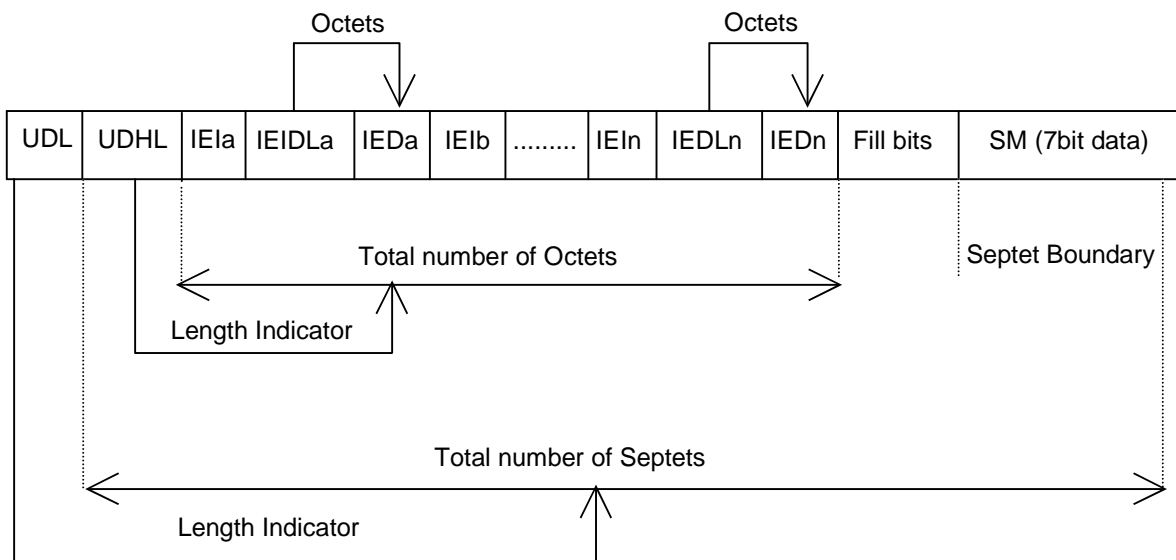 Octets Octets
UDL UDHL IEIa IEIDLa IEDa IEIb ......... IEIn IEDLn IEDn Fill bits SM (7bit data)
Total number of Octets Septet Boundary
Length Indicator
Total number of Septets
Length Indicator